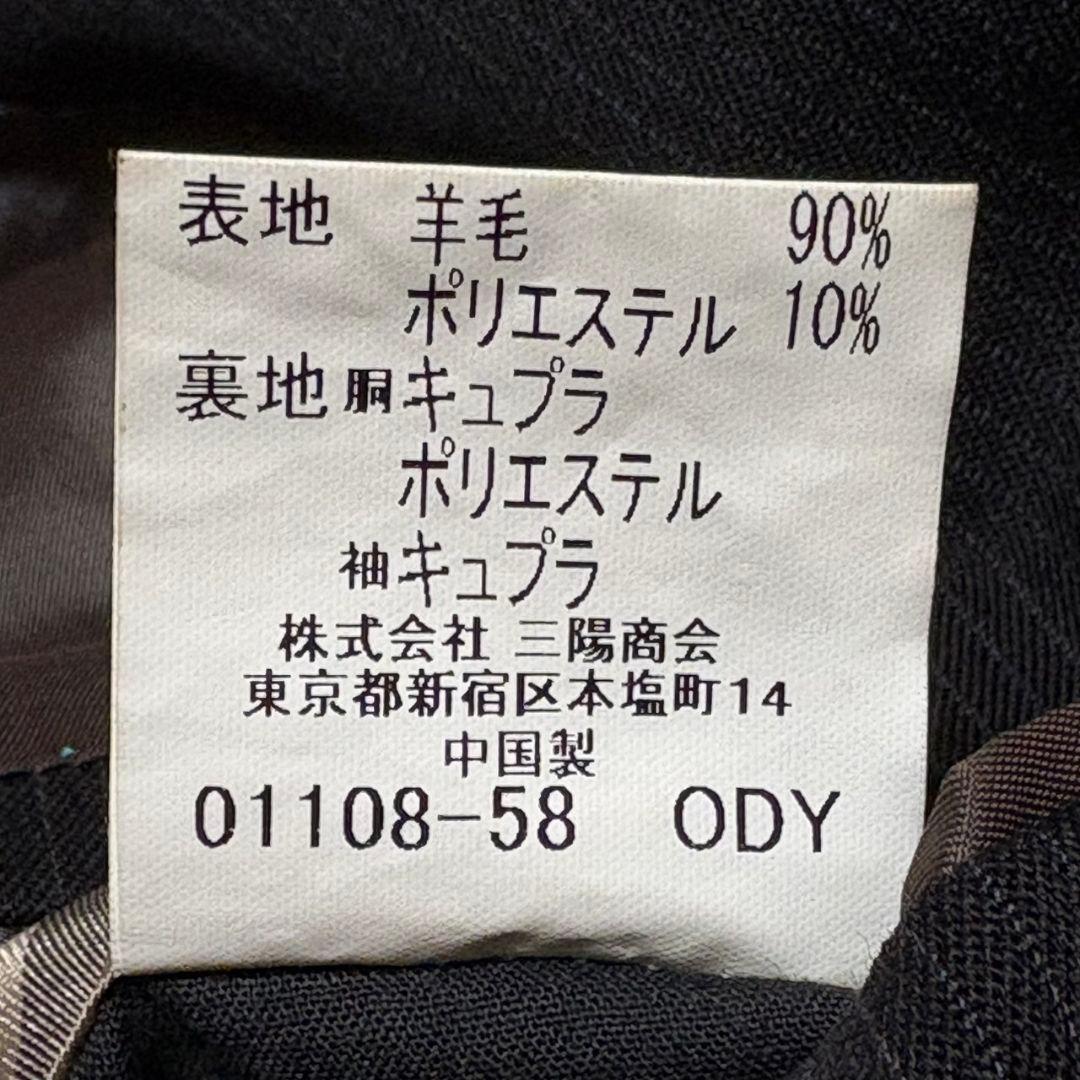 表地 羊毛 90%
ポリエステル 10%
裏地 胴 キュプラ
ポリエステル
袖 キュプラ
株式会社 三陽商会
東京都新宿区本塩町14
中国製
01108-58 ODY